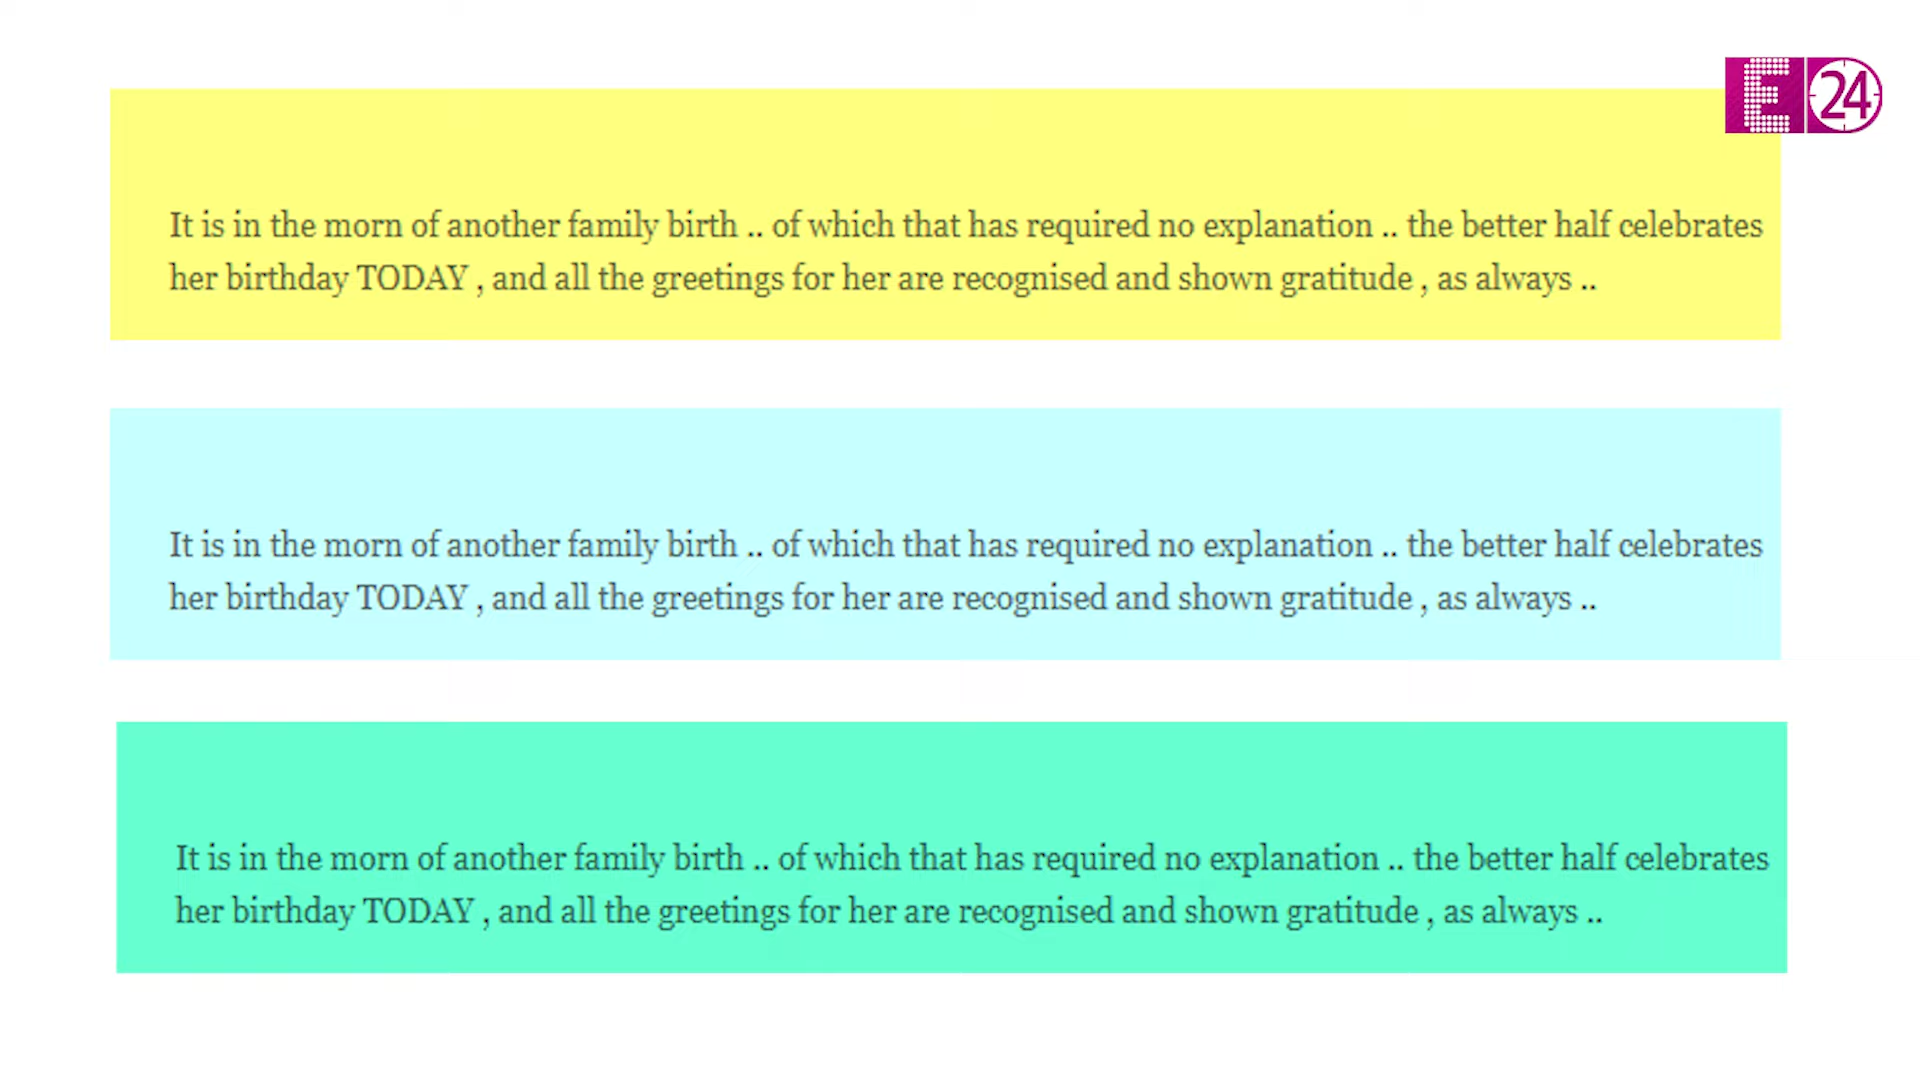 E 24
It is in the morn of another family birth .. of which that has required no explanation .. the better half celebrates
her birthday TODAY , and all the greetings for her are recognised and shown gratitude , as always ..
It is in the morn of another family birth .. of which that has required no explanation .. the better half celebrates
her birthday TODAY , and all the greetings for her are recognised and shown gratitude , as always ..
It is in the morn of another family birth .. of which that has required no explanation .. the better half celebrates
her birthday TODAY , and all the greetings for her are recognised and shown gratitude , as always ..